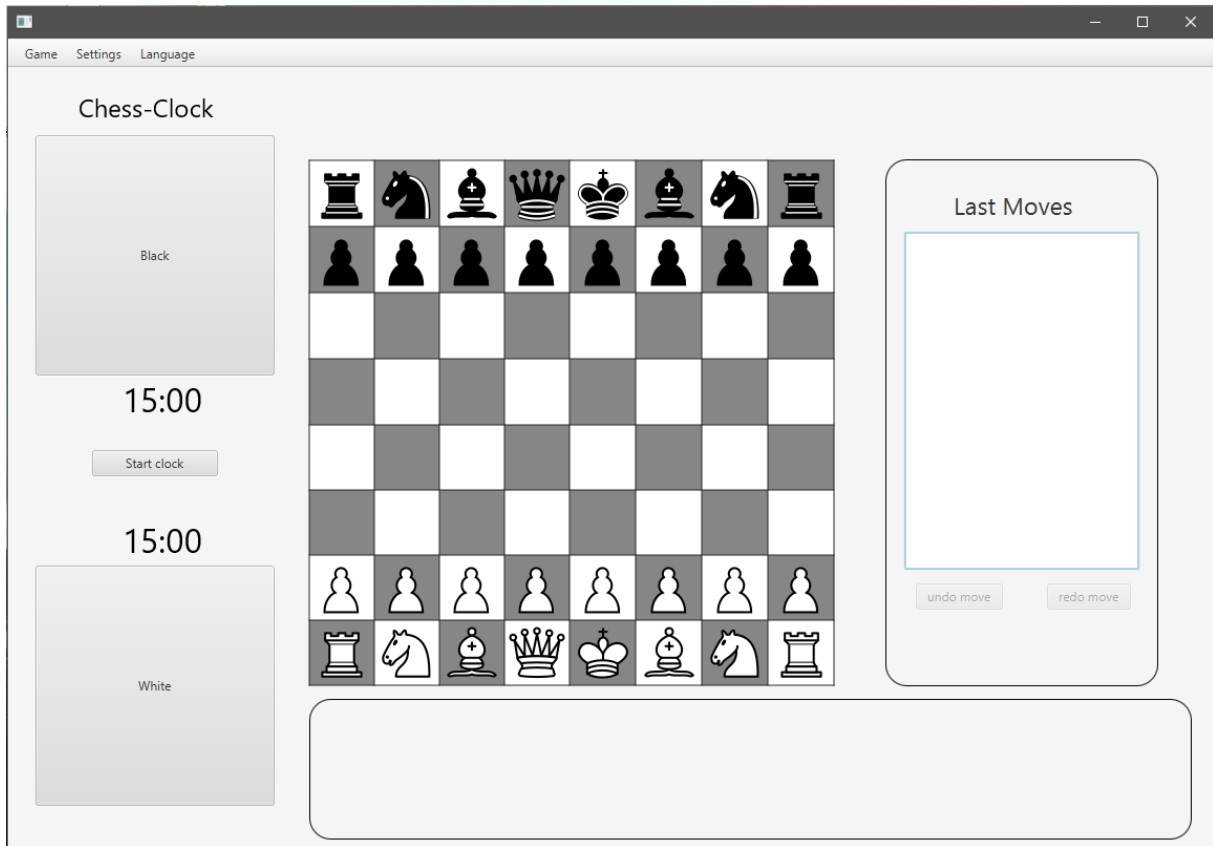 Game Settings Language
Chess-Clock
Black
15:00
Start clock
15:00
White
Last Moves
undo move redo move